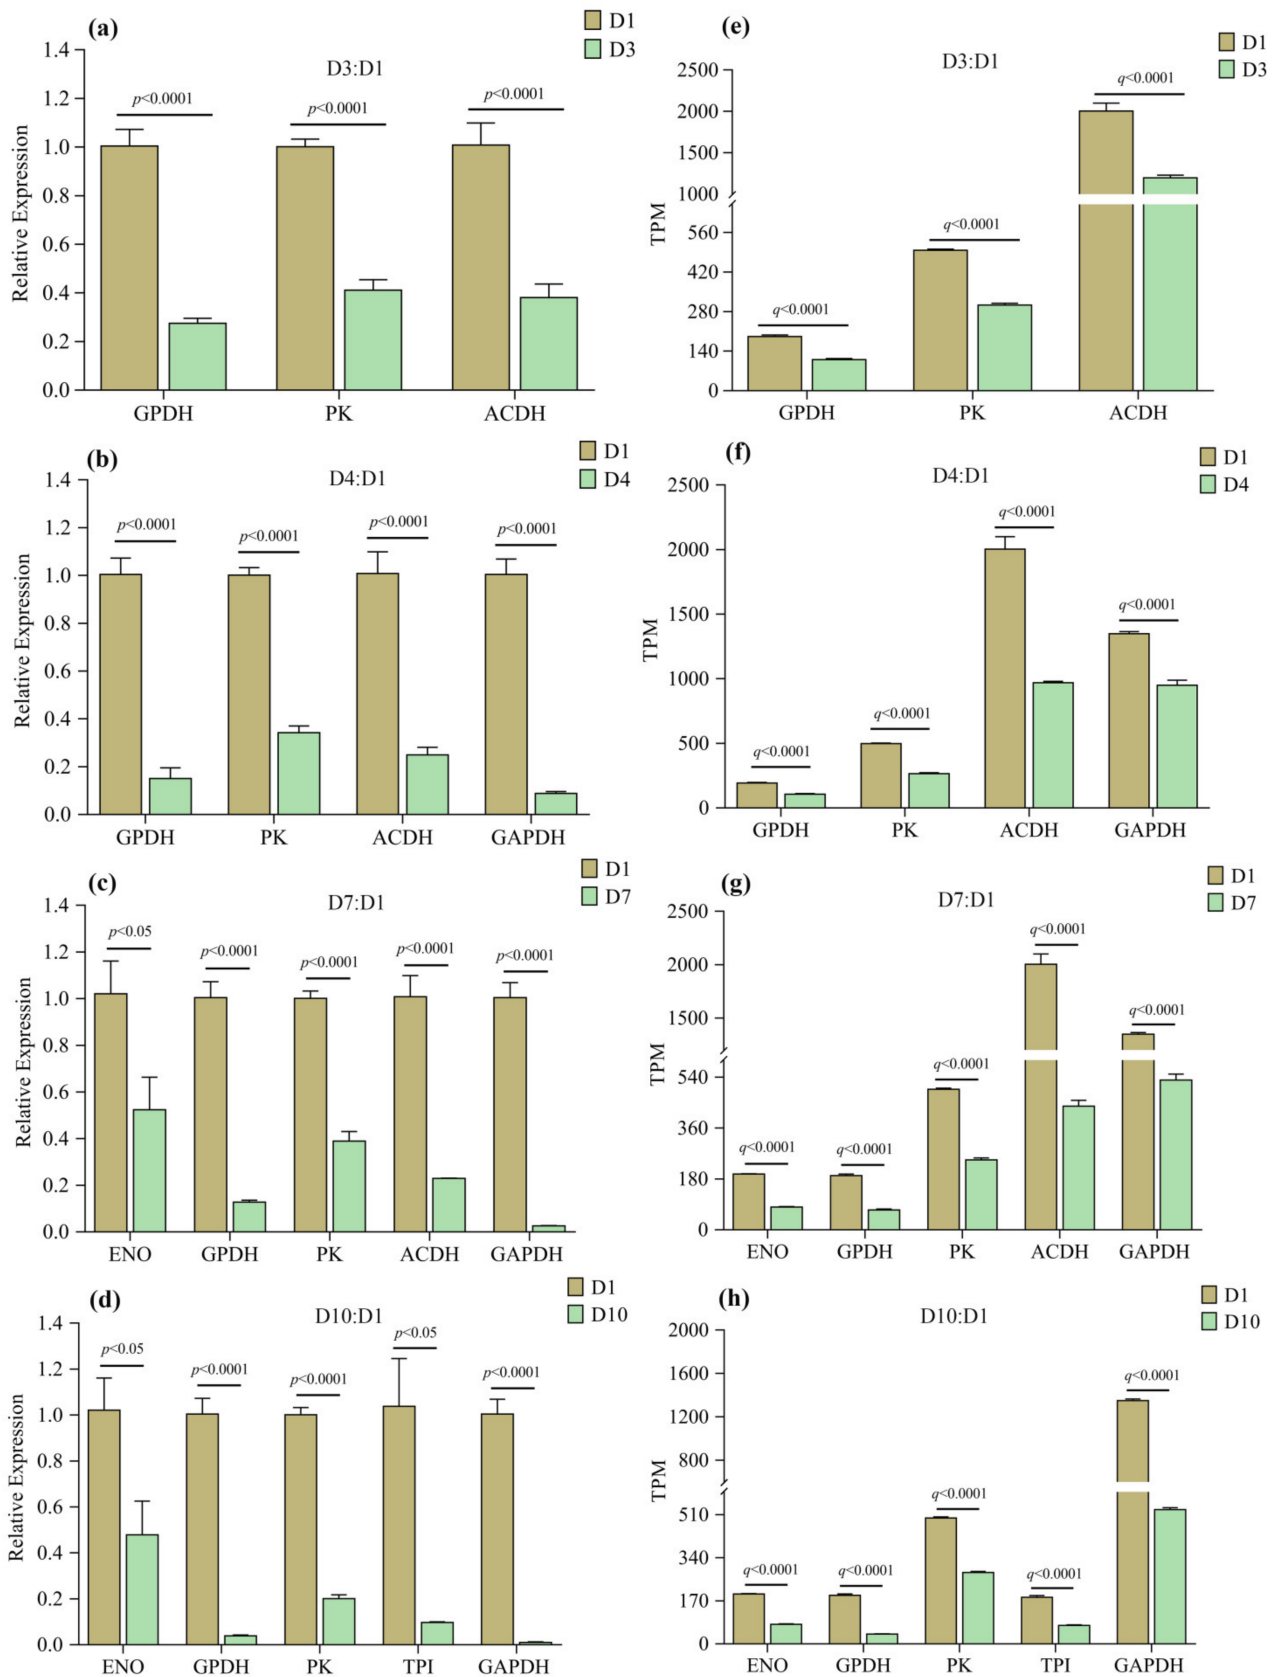 (a)
D1
D3
D3:D1
Relative Expression
1.4
1.2
1.0
0.8
0.6
0.4
0.2
0.0
p<0.0001
p<0.0001
p<0.0001
GPDH PK ACDH
(e)
D1
D3
D3:D1
TPM
2500
2000
1500
1000
560
420
280
140
0
q<0.0001
q<0.0001
q<0.0001
GPDH PK ACDH
(b)
D1
D4
D4:D1
Relative Expression
1.4
1.2
1.0
0.8
0.6
0.4
0.2
0.0
p<0.0001
p<0.0001
p<0.0001
p<0.0001
GPDH PK ACDH GAPDH
(f)
D1
D4
D4:D1
TPM
2500
2000
1500
1000
500
0
q<0.0001
q<0.0001
q<0.0001
q<0.0001
GPDH PK ACDH GAPDH
(c)
D1
D7
D7:D1
Relative Expression
1.4
1.2
1.0
0.8
0.6
0.4
0.2
0.0
p<0.05
p<0.0001
p<0.0001
p<0.0001
p<0.0001
ENO GPDH PK ACDH GAPDH
(g)
D1
D7
D7:D1
TPM
2500
2000
1500
540
360
180
0
q<0.0001
q<0.0001
q<0.0001
q<0.0001
q<0.0001
ENO GPDH PK ACDH GAPDH
(d)
D1
D10
D10:D1
Relative Expression
1.4
1.2
1.0
0.8
0.6
0.4
0.2
0.0
p<0.05
p<0.0001
p<0.0001
p<0.05
p<0.0001
ENO GPDH PK TPI GAPDH
(h)
D1
D10
D10:D1
TPM
2000
1600
1200
800
510
340
170
0
q<0.0001
q<0.0001
q<0.0001
q<0.0001
q<0.0001
ENO GPDH PK TPI GAPDH